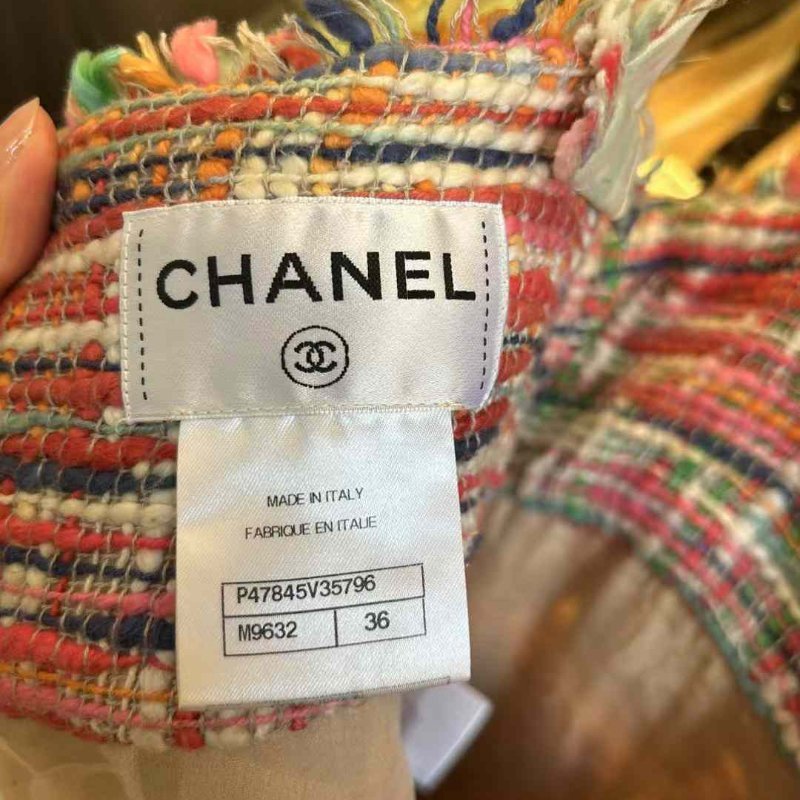 CHANEL
MADE IN ITALY
FABRIQUE EN ITALIE
P47845V35796
M9632 36